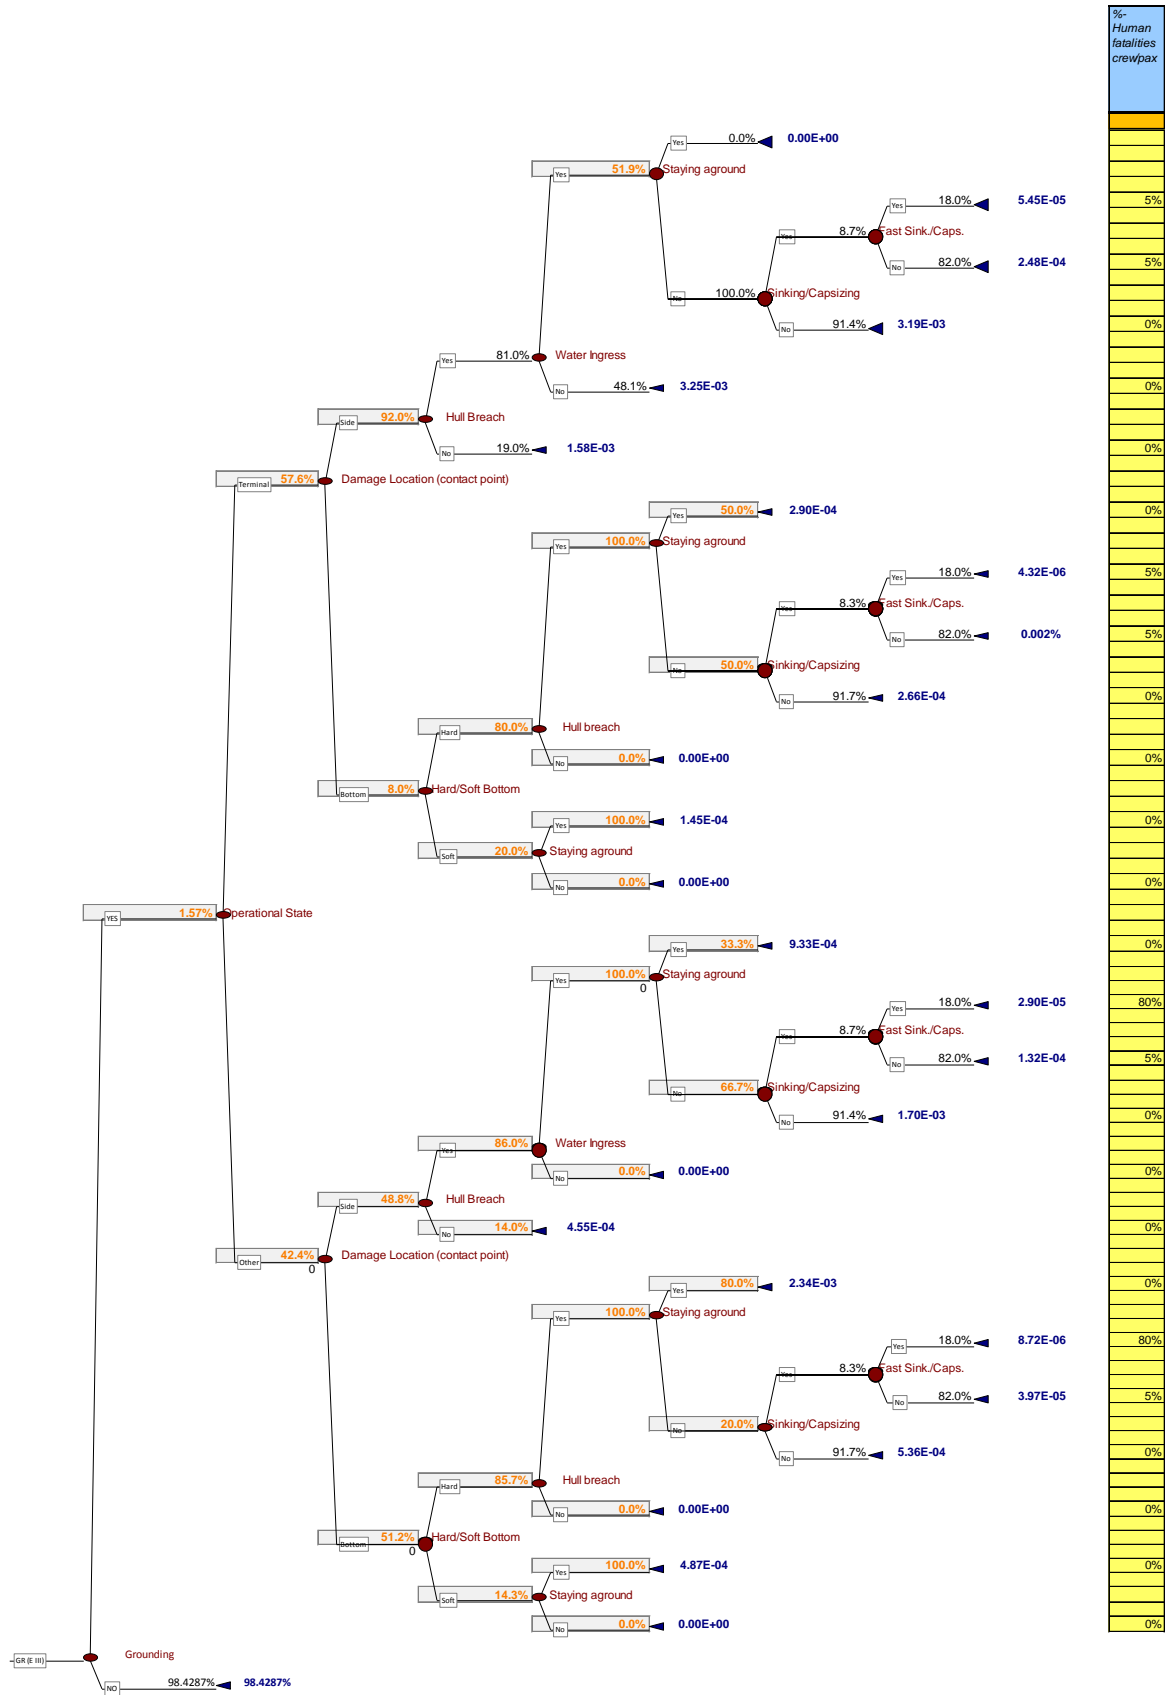 %-
Human
fatalities
crew/pax
Yes 0.0% 0.00E+00
Yes 51.9% Staying aground
Yes 18.0% 5.45E-05 5%
Yes 8.7% Fast Sink./Caps.
No 82.0% 2.48E-04 5%
No 100.0% Sinking/Capsizing
No 91.4% 3.19E-03 0%
Yes 81.0% Water Ingress
No 48.1% 3.25E-03 0%
Side 92.0% Hull Breach
No 19.0% 1.58E-03 0%
Terminal 57.6% Damage Location (contact point)
Yes 50.0% 2.90E-04 0%
Yes 100.0% Staying aground
Yes 18.0% 4.32E-06 5%
Yes 8.3% Fast Sink./Caps.
No 82.0% 0.002% 5%
No 50.0% Sinking/Capsizing
No 91.7% 2.66E-04 0%
Hard 80.0% Hull breach
No 0.0% 0.00E+00 0%
Bottom 8.0% Hard/Soft Bottom
Yes 100.0% 1.45E-04 0%
Soft 20.0% Staying aground
No 0.0% 0.00E+00 0%
YES 1.57% Operational State
Yes 33.3% 9.33E-04 0%
Yes 100.0% Staying aground
0
Yes 18.0% 2.90E-05 80%
Yes 8.7% Fast Sink./Caps.
No 82.0% 1.32E-04 5%
No 66.7% Sinking/Capsizing
No 91.4% 1.70E-03 0%
Yes 86.0% Water Ingress
No 0.0% 0.00E+00 0%
Side 48.8% Hull Breach
No 14.0% 4.55E-04 0%
Other 42.4% Damage Location (contact point)
0
Yes 80.0% 2.34E-03 0%
Yes 100.0% Staying aground
Yes 18.0% 8.72E-06 80%
Yes 8.3% Fast Sink./Caps.
No 82.0% 3.97E-05 5%
No 20.0% Sinking/Capsizing
No 91.7% 5.36E-04 0%
Hard 85.7% Hull breach
No 0.0% 0.00E+00 0%
Bottom 51.2% Hard/Soft Bottom
0
Yes 100.0% 4.87E-04 0%
Soft 14.3% Staying aground
No 0.0% 0.00E+00 0%
GR (E III) Grounding
NO 98.4287% 98.4287%